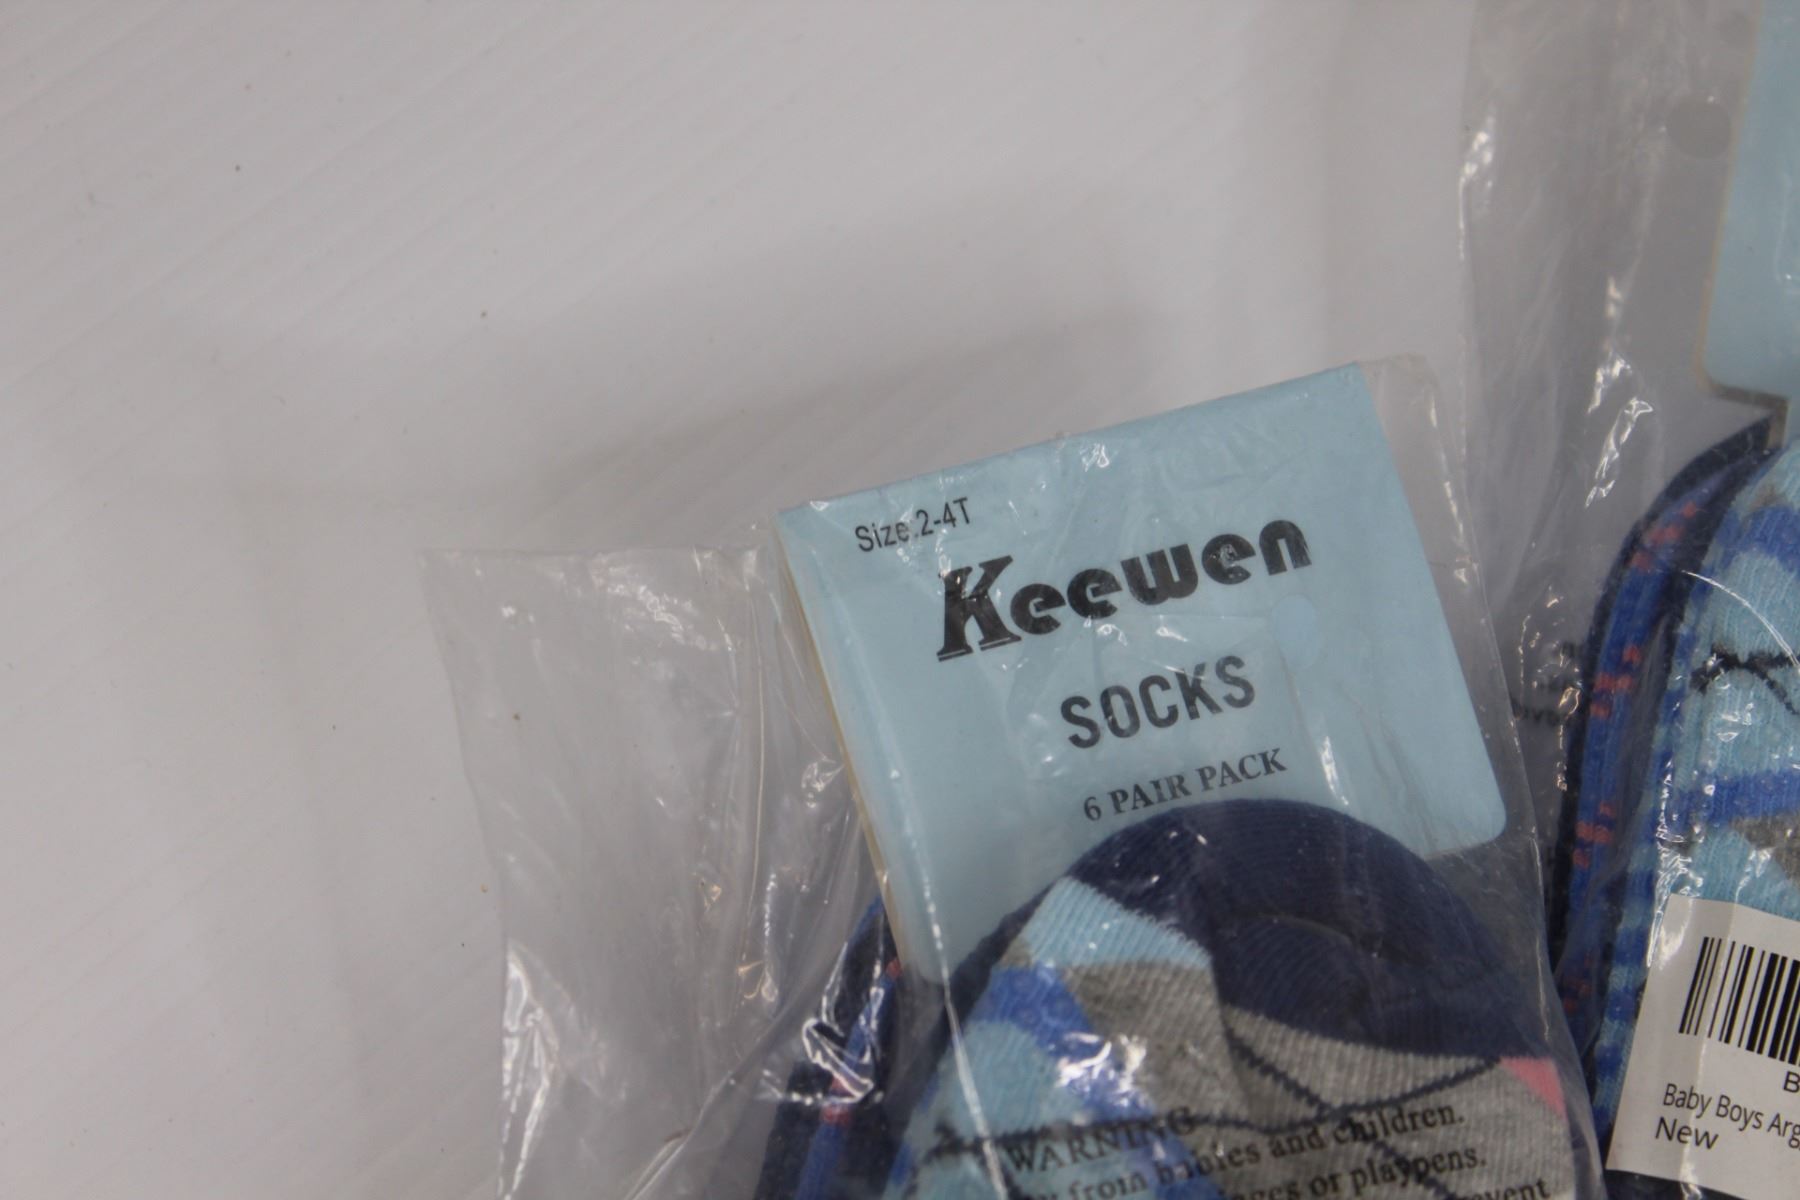 Size:2-4T
Keewen
SOCKS
6 PAIR PACK
WARNING
from babies and children.
or playpens.
Baby Boys Arg
New